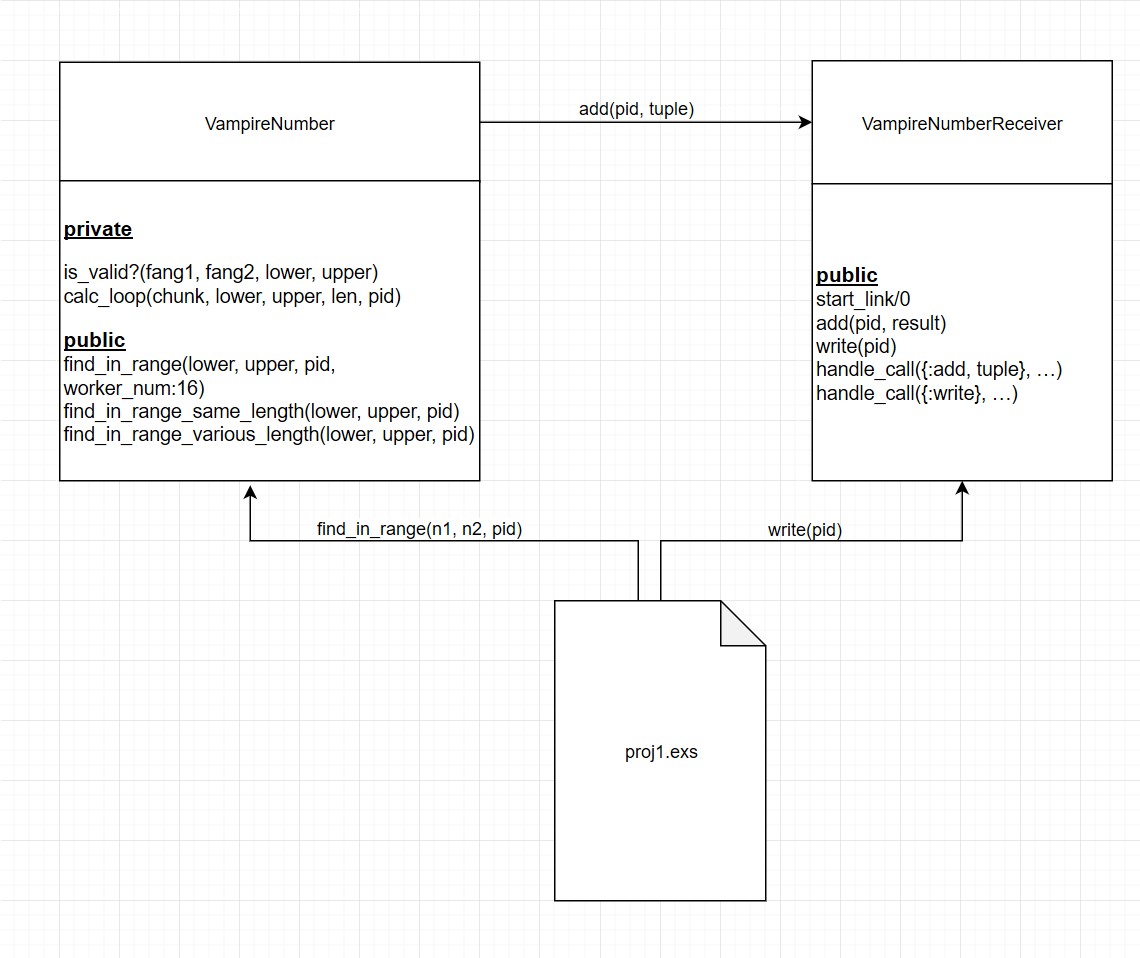 VampireNumber
add(pid, tuple)
VampireNumberReceiver
private
is_valid?(fang1, fang2, lower, upper)
calc_loop(chunk, lower, upper, len, pid)
public
find_in_range(lower, upper, pid,
worker_num:16)
find_in_range_same_length(lower, upper, pid)
find_in_range_various_length(lower, upper, pid)
public
start_link/0
add(pid, result)
write(pid)
handle_call({:add, tuple}, …)
handle_call({:write}, …)
find_in_range(n1, n2, pid)
write(pid)
proj1.exs